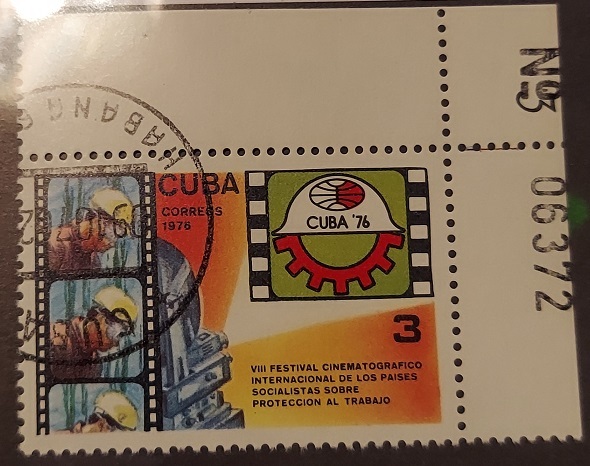 Nº
06372
HABANA
CUBA
CORREOS
1976
CUBA '76
3
VIII FESTIVAL CINEMATOGRAFICO
INTERNACIONAL DE LOS PAISES
SOCIALISTAS SOBRE
PROTECCION AL TRABAJO